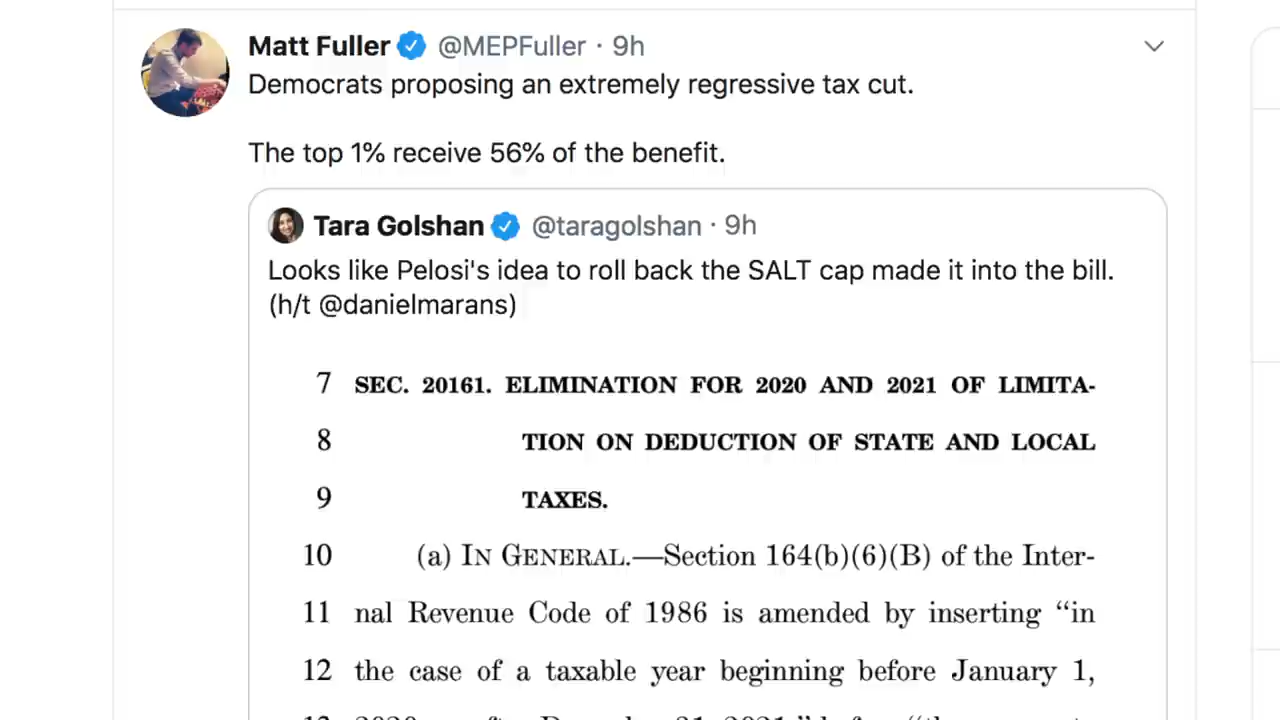 Matt Fuller @MEPFuller · 9h
Democrats proposing an extremely regressive tax cut.
The top 1% receive 56% of the benefit.
Tara Golshan @taragolshan · 9h
Looks like Pelosi's idea to roll back the SALT cap made it into the bill.
(h/t @danielmarans)
7 SEC. 20161. ELIMINATION FOR 2020 AND 2021 OF LIMITA-
8 TION ON DEDUCTION OF STATE AND LOCAL
9 TAXES.
10 (a) IN GENERAL.—Section 164(b)(6)(B) of the Inter-
11 nal Revenue Code of 1986 is amended by inserting “in
12 the case of a taxable year beginning before January 1,